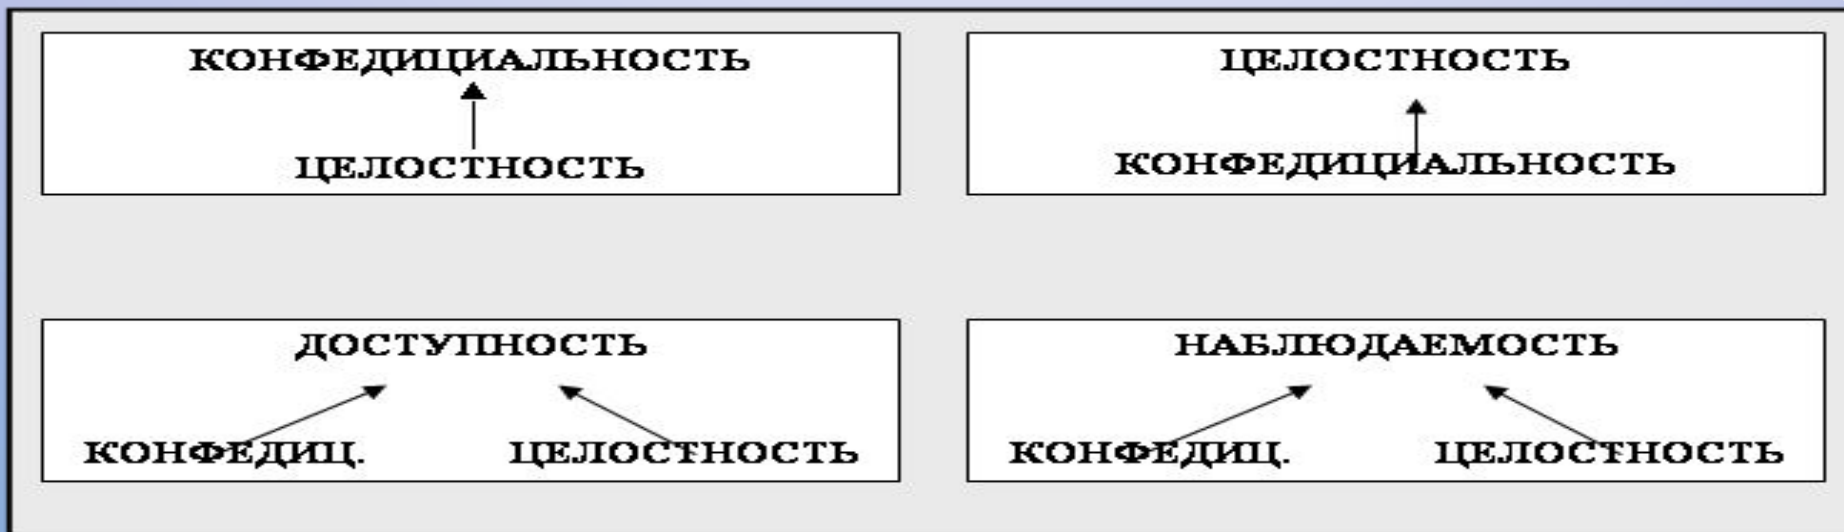 КОНФЕДИЦИАЛЬНОСТЬ
ЦЕЛОСТНОСТЬ
ЦЕЛОСТНОСТЬ
КОНФЕДИЦИАЛЬНОСТЬ
ДОСТУПНОСТЬ
КОНФЕДИЦ. ЦЕЛОСТНОСТЬ
НАБЛЮДАЕМОСТЬ
КОНФЕДИЦ. ЦЕЛОСТНОСТЬ